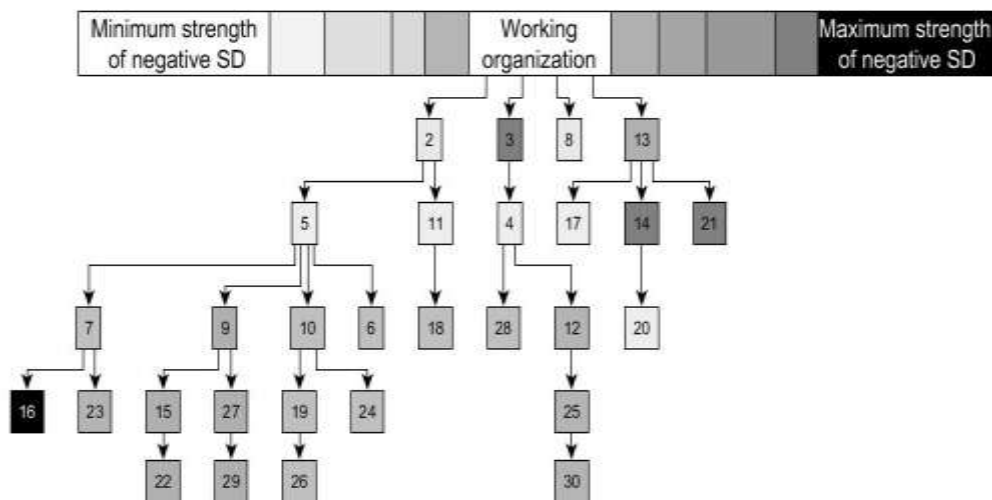 Minimum strength
of negative SD
Working
organization
Maximum strength
of negative SD
2 3 8 13
5 11 4 17 14 21
7 9 10 6 18 28 12 20
16 23 15 27 19 24 25
22 29 26 30